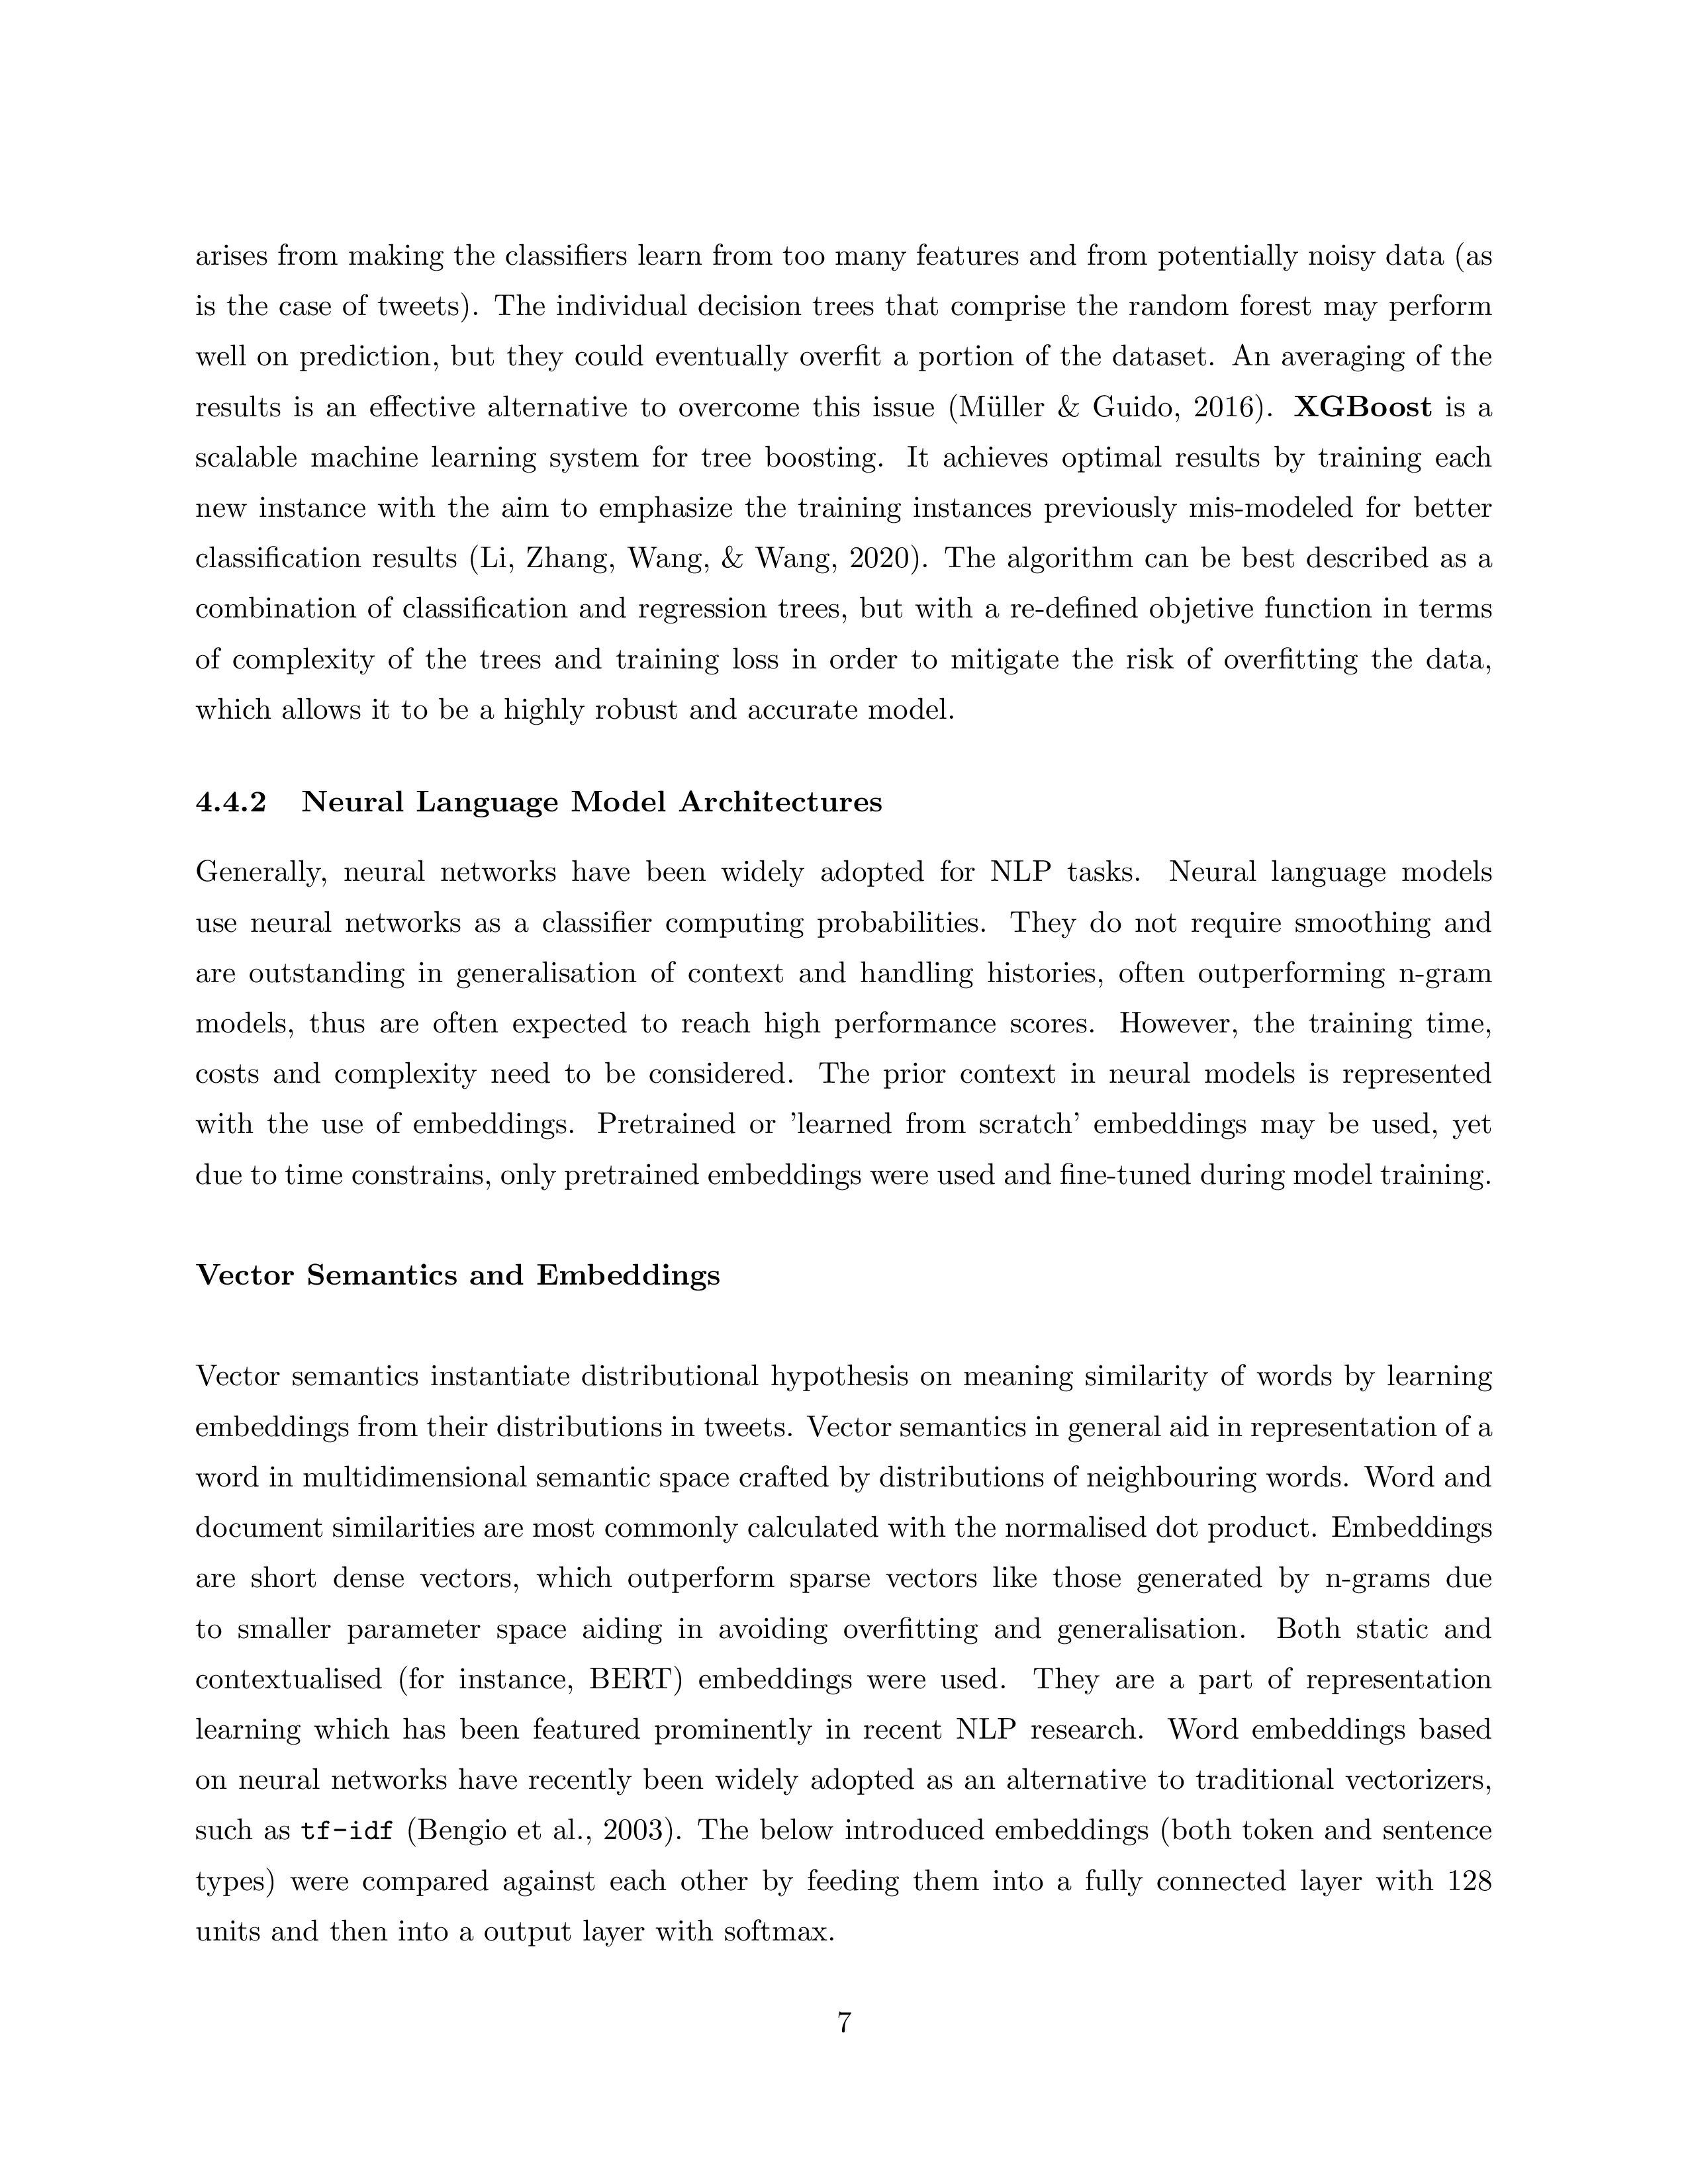 arises from making the classifiers learn from too many features and from potentially noisy data (as
is the case of tweets). The individual decision trees that comprise the random forest may perform
well on prediction, but they could eventually overfit a portion of the dataset. An averaging of the
results is an effective alternative to overcome this issue (Müller & Guido, 2016). XGBoost is a
scalable machine learning system for tree boosting. It achieves optimal results by training each
new instance with the aim to emphasize the training instances previously mis-modeled for better
classification results (Li, Zhang, Wang, & Wang, 2020). The algorithm can be best described as a
combination of classification and regression trees, but with a re-defined objetive function in terms
of complexity of the trees and training loss in order to mitigate the risk of overfitting the data,
which allows it to be a highly robust and accurate model.
4.4.2 Neural Language Model Architectures
Generally, neural networks have been widely adopted for NLP tasks. Neural language models
use neural networks as a classifier computing probabilities. They do not require smoothing and
are outstanding in generalisation of context and handling histories, often outperforming n-gram
models, thus are often expected to reach high performance scores. However, the training time,
costs and complexity need to be considered. The prior context in neural models is represented
with the use of embeddings. Pretrained or ’learned from scratch’ embeddings may be used, yet
due to time constrains, only pretrained embeddings were used and fine-tuned during model training.
Vector Semantics and Embeddings
Vector semantics instantiate distributional hypothesis on meaning similarity of words by learning
embeddings from their distributions in tweets. Vector semantics in general aid in representation of a
word in multidimensional semantic space crafted by distributions of neighbouring words. Word and
document similarities are most commonly calculated with the normalised dot product. Embeddings
are short dense vectors, which outperform sparse vectors like those generated by n-grams due
to smaller parameter space aiding in avoiding overfitting and generalisation. Both static and
contextualised (for instance, BERT) embeddings were used. They are a part of representation
learning which has been featured prominently in recent NLP research. Word embeddings based
on neural networks have recently been widely adopted as an alternative to traditional vectorizers,
such as tf-idf (Bengio et al., 2003). The below introduced embeddings (both token and sentence
types) were compared against each other by feeding them into a fully connected layer with 128
units and then into a output layer with softmax.
7